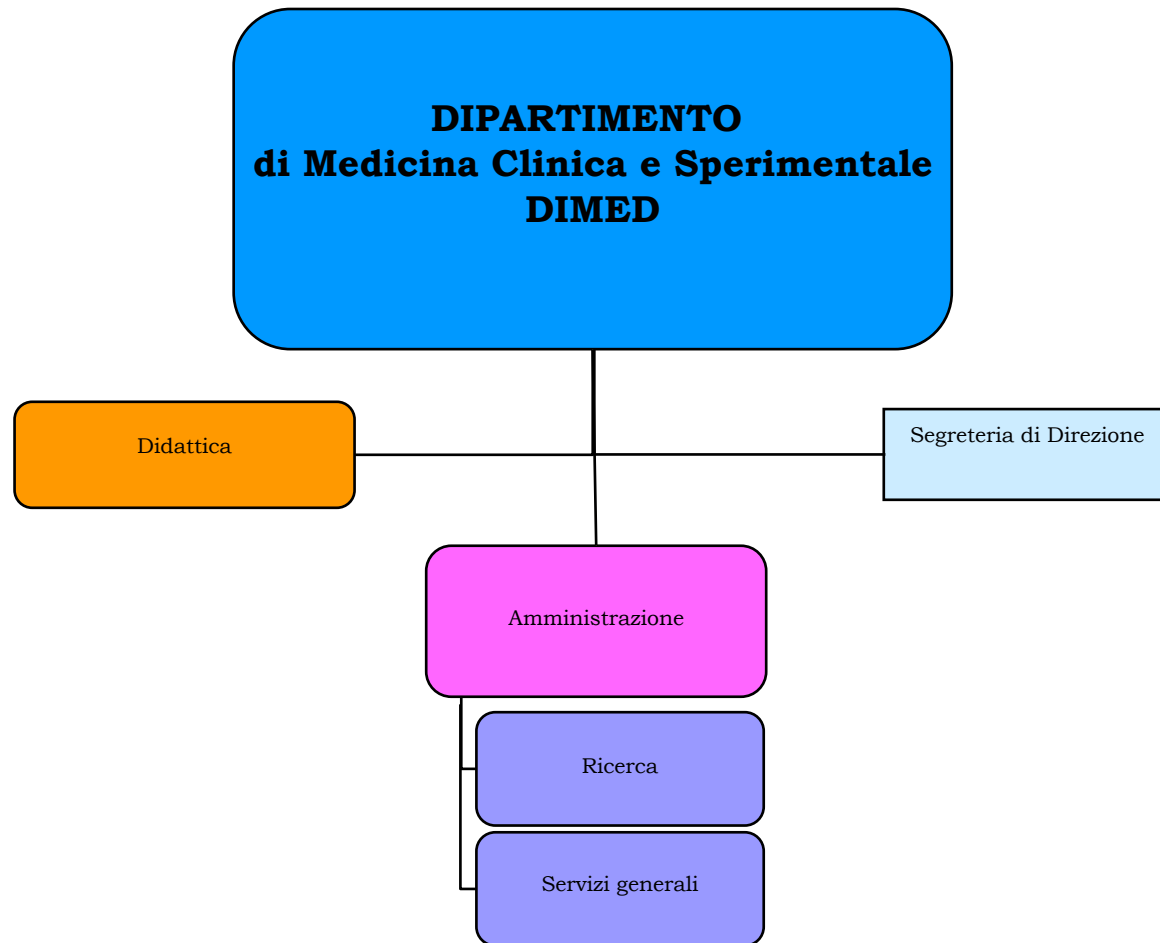 DIPARTIMENTO
di Medicina Clinica e Sperimentale
DIMED
Didattica
Segreteria di Direzione
Amministrazione
Ricerca
Servizi generali